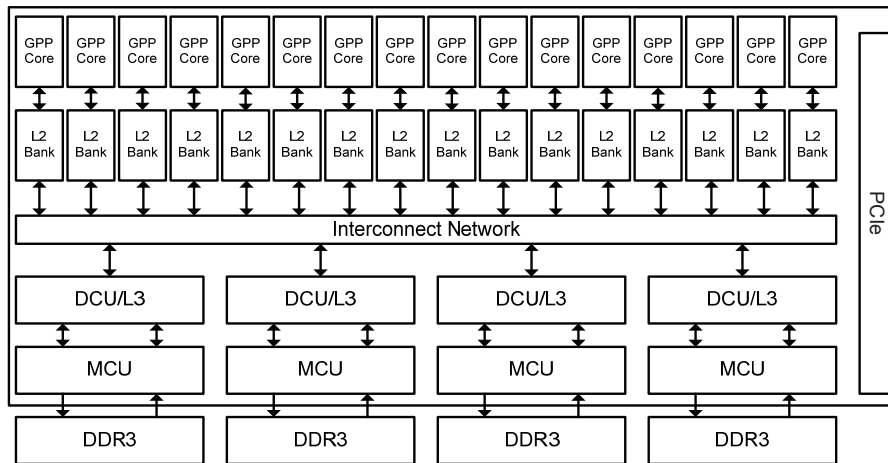 GPP GPP GPP GPP GPP GPP GPP GPP GPP GPP GPP GPP GPP GPP GPP GPP
Core Core Core Core Core Core Core Core Core Core Core Core Core Core Core Core
L2 L2 L2 L2 L2 L2 L2 L2 L2 L2 L2 L2 L2 L2 L2 L2
Bank Bank Bank Bank Bank Bank Bank Bank Bank Bank Bank Bank Bank Bank Bank Bank
Interconnect Network
DCU/L3 DCU/L3 DCU/L3 DCU/L3
MCU MCU MCU MCU
DDR3 DDR3 DDR3 DDR3
PCIe